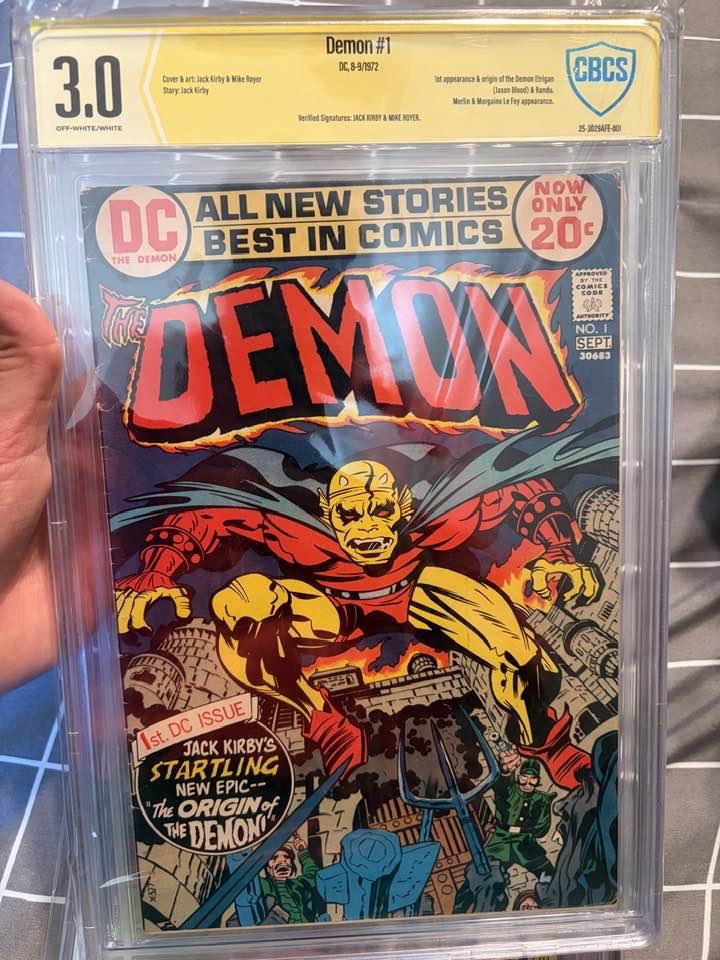 3.0
OFF-WHITE/WHITE
Cover & art: Jack Kirby & Mike Royer
Story: Jack Kirby
Demon #1
DC, 8-9/1972
Verified Signatures: JACK KIRBY & MIKE ROYER.
1st appearance & origin of the Demon Etrigan
(Jason Blood) & Randu.
Merlin & Morgaine Le Fey appearance.
CBCS
25-3D29AFE-001
DC
THE DEMON
ALL NEW STORIES
BEST IN COMICS
NOW
ONLY
20¢
APPROVED
BY THE
COMICS
CODE
AUTHORITY
NO. 1
SEPT.
30683
THE
DEMON
1st. DC ISSUE
JACK KIRBY'S
STARTLING
NEW EPIC--
"The ORIGIN of
THE DEMON!"